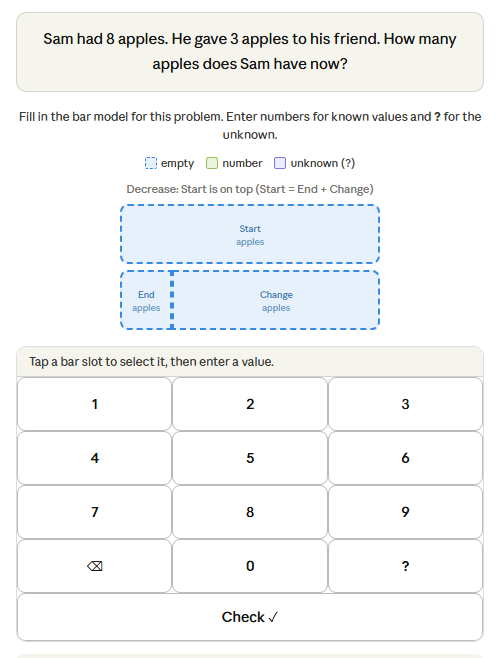 Sam had 8 apples. He gave 3 apples to his friend. How many
apples does Sam have now?
Fill in the bar model for this problem. Enter numbers for known values and ? for the
unknown.
empty number unknown (?)
Decrease: Start is on top (Start = End + Change)
Start
apples
End Change
apples apples
Tap a bar slot to select it, then enter a value.
1 2 3
4 5 6
7 8 9
⌫ 0 ?
Check ✓